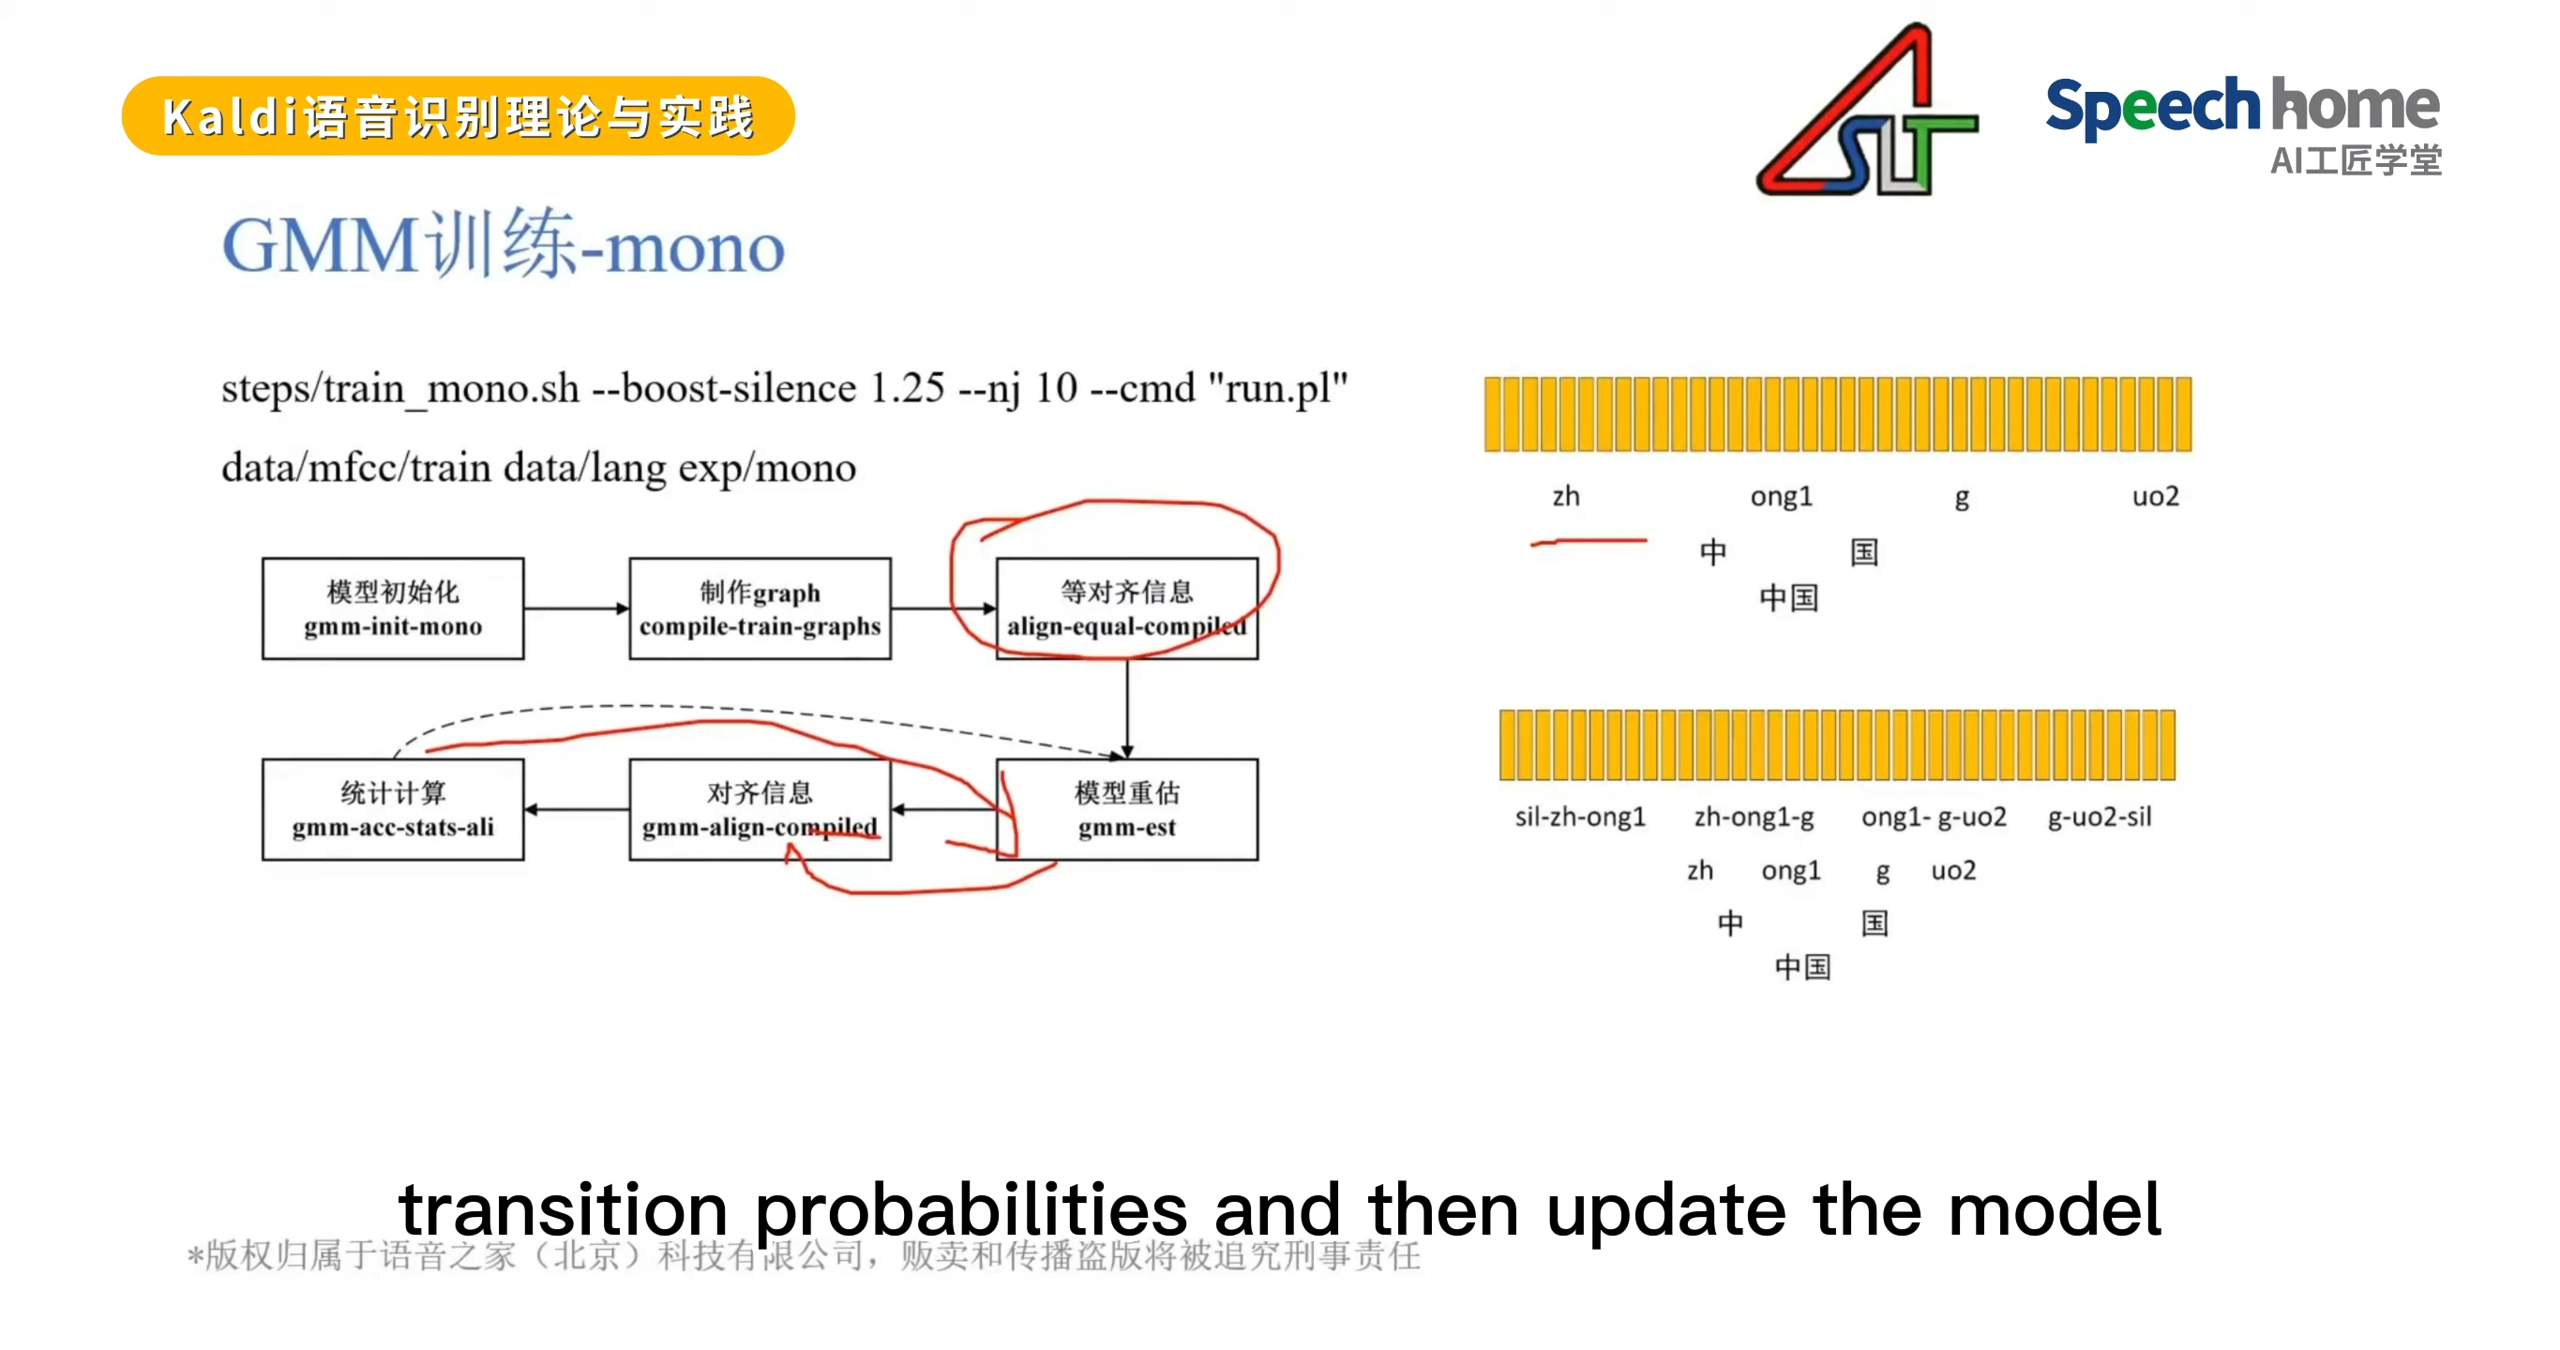 Kaldi语音识别理论与实践
SLT
Speech home
AI工匠学堂
GMM训练-mono
steps/train_mono.sh --boost-silence 1.25 --nj 10 --cmd "run.pl"
data/mfcc/train data/lang exp/mono
模型初始化
gmm-init-mono
制作graph
compile-train-graphs
等对齐信息
align-equal-compiled
统计计算
gmm-acc-stats-ali
对齐信息
gmm-align-compiled
模型重估
gmm-est
zh ong1 g uo2
中 国
中国
sil-zh-ong1 zh-ong1-g ong1- g-uo2 g-uo2-sil
zh ong1 g uo2
中 国
中国
transition probabilities and then update the model
*版权归属于语音之家（北京）科技有限公司，贩卖和传播盗版将被追究刑事责任